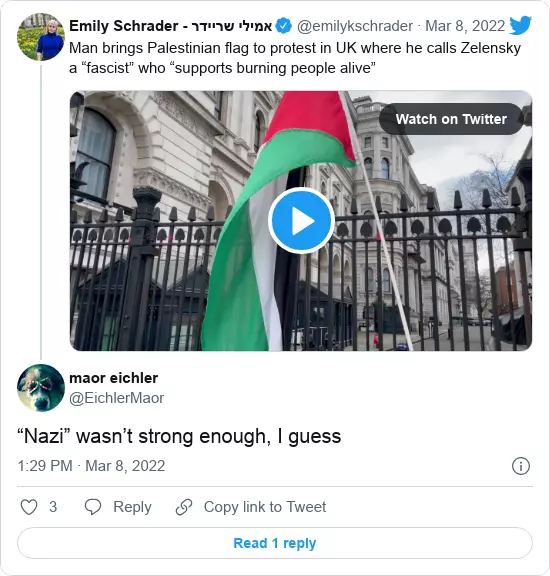 Emily Schrader - אמילי שריידר @emilykschrader · Mar 8, 2022
Man brings Palestinian flag to protest in UK where he calls Zelensky
a “fascist” who “supports burning people alive”
Watch on Twitter
maor eichler
@EichlerMaor
“Nazi” wasn’t strong enough, I guess
1:29 PM · Mar 8, 2022
3 Reply Copy link to Tweet
Read 1 reply